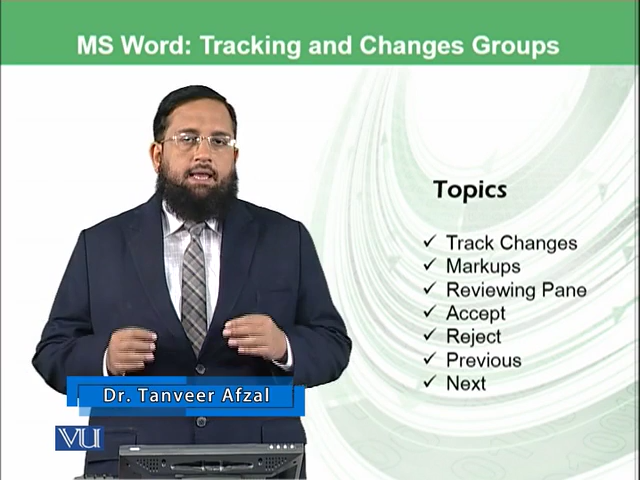 MS Word: Tracking and Changes Groups
Topics
✓ Track Changes
✓ Markups
✓ Reviewing Pane
✓ Accept
✓ Reject
✓ Previous
✓ Next
Dr. Tanveer Afzal
VU